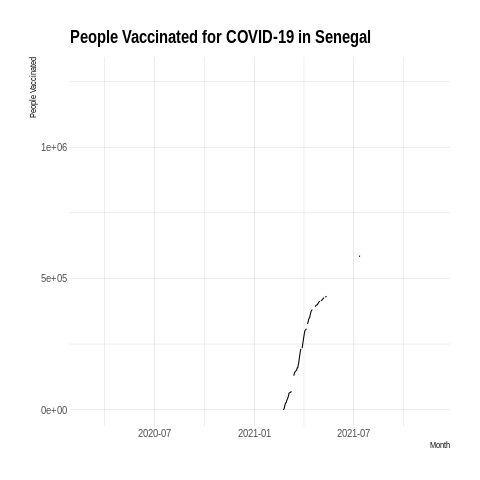 People Vaccinated for COVID-19 in Senegal
People Vaccinated
1e+06
5e+05
0e+00
2020-07 2021-01 2021-07
Month